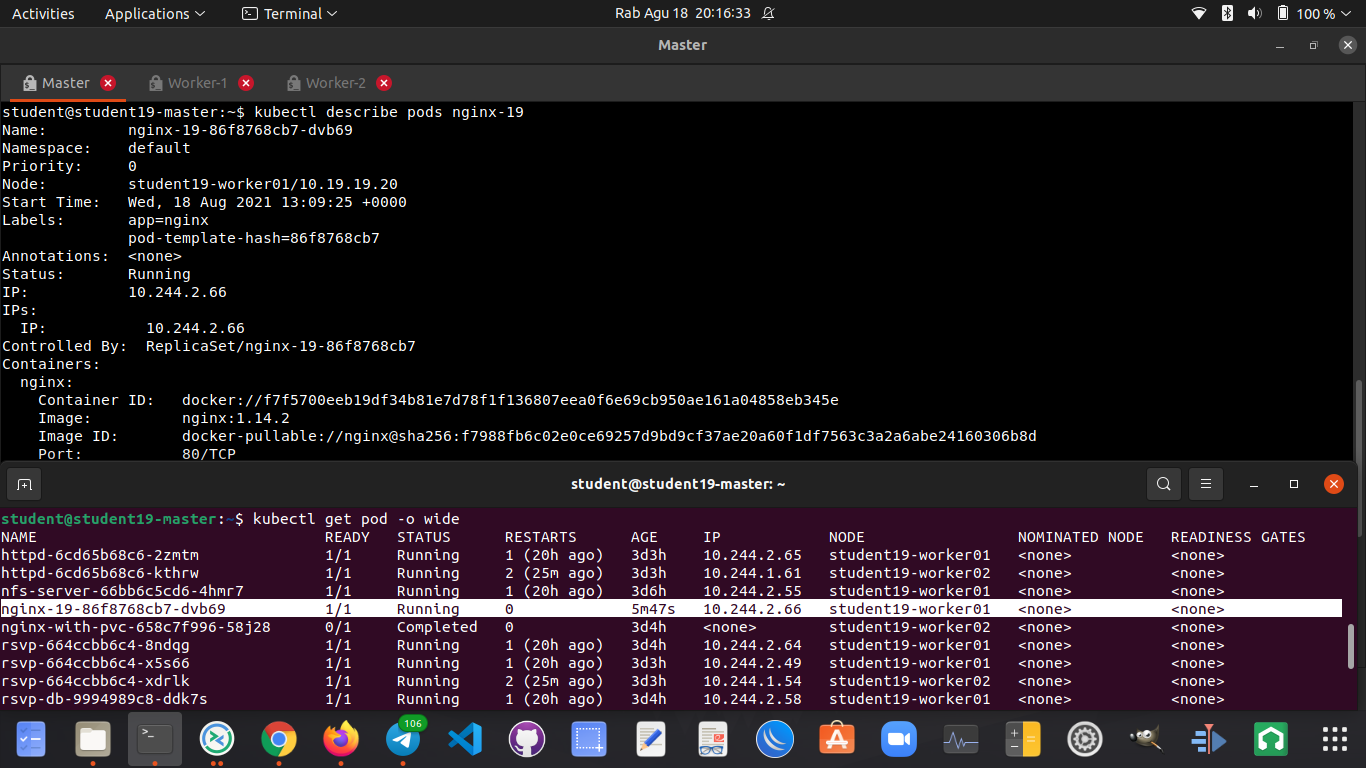 Activities Applications Terminal Rab Agu 18 20:16:33 100 %
Master
Master Worker-1 Worker-2
student@student19-master:~$ kubectl describe pods nginx-19
Name: nginx-19-86f8768cb7-dvb69
Namespace: default
Priority: 0
Node: student19-worker01/10.19.19.20
Start Time: Wed, 18 Aug 2021 13:09:25 +0000
Labels: app=nginx
pod-template-hash=86f8768cb7
Annotations: <none>
Status: Running
IP: 10.244.2.66
IPs:
IP: 10.244.2.66
Controlled By: ReplicaSet/nginx-19-86f8768cb7
Containers:
nginx:
Container ID: docker://f7f5700eeb19df34b81e7d78f1f136807eea0f6e69cb950ae161a04858eb345e
Image: nginx:1.14.2
Image ID: docker-pullable://nginx@sha256:f7988fb6c02e0ce69257d9bd9cf37ae20a60f1df7563c3a2a6abe24160306b8d
Port: 80/TCP
student@student19-master: ~
student@student19-master:~$ kubectl get pod -o wide
NAME READY STATUS RESTARTS AGE IP NODE NOMINATED NODE READINESS GATES
httpd-6cd65b68c6-2zmtm 1/1 Running 1 (20h ago) 3d3h 10.244.2.65 student19-worker01 <none> <none>
httpd-6cd65b68c6-kthrw 1/1 Running 2 (25m ago) 3d3h 10.244.1.61 student19-worker02 <none> <none>
nfs-server-66bb6c5cd6-4hmr7 1/1 Running 1 (20h ago) 3d6h 10.244.2.55 student19-worker01 <none> <none>
nginx-19-86f8768cb7-dvb69 1/1 Running 0 5m47s 10.244.2.66 student19-worker01 <none> <none>
nginx-with-pvc-658c7f996-58j28 0/1 Completed 0 3d4h <none> student19-worker02 <none> <none>
rsvp-664ccbb6c4-8ndqg 1/1 Running 1 (20h ago) 3d4h 10.244.2.64 student19-worker01 <none> <none>
rsvp-664ccbb6c4-x5s66 1/1 Running 1 (20h ago) 3d3h 10.244.2.49 student19-worker01 <none> <none>
rsvp-664ccbb6c4-xdrlk 1/1 Running 2 (25m ago) 3d3h 10.244.1.54 student19-worker02 <none> <none>
rsvp-db-9994989c8-ddk7s 1/1 Running 1 (20h ago) 3d4h 10.244.2.58 student19-worker01 <none> <none>
106